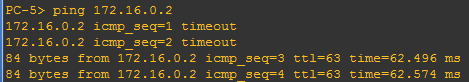 PC-5> ping 172.16.0.2
172.16.0.2 icmp_seq=1 timeout
172.16.0.2 icmp_seq=2 timeout
84 bytes from 172.16.0.2 icmp_seq=3 ttl=63 time=62.496 ms
84 bytes from 172.16.0.2 icmp_seq=4 ttl=63 time=62.574 ms